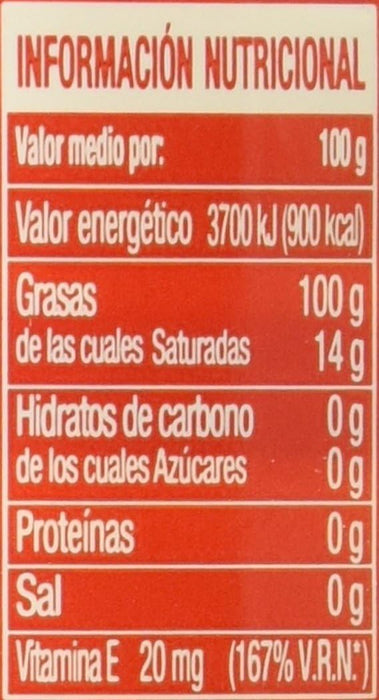 INFORMACIÓN NUTRICIONAL
Valor medio por: 100 g
Valor energético 3700 kJ (900 kcal)
Grasas 100 g
de las cuales Saturadas 14 g
Hidratos de carbono 0 g
de los cuales Azúcares 0 g
Proteínas 0 g
Sal 0 g
Vitamina E 20 mg (167% V.R.N.*)